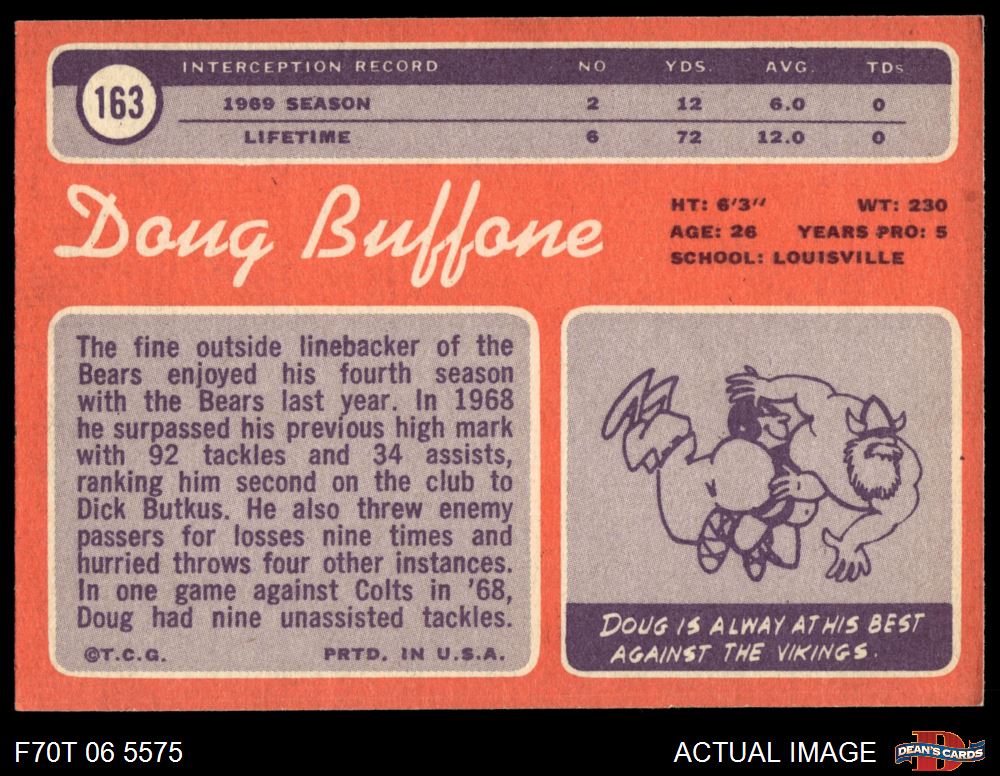 163
INTERCEPTION RECORD NO YDS. AVG. TDS
1969 SEASON 2 12 6.0 0
LIFETIME 6 72 12.0 0
Doug Buffone
HT: 6'3" WT: 230
AGE: 26 YEARS PRO: 5
SCHOOL: LOUISVILLE
The fine outside linebacker of the
Bears enjoyed his fourth season
with the Bears last year. In 1968
he surpassed his previous high mark
with 92 tackles and 34 assists,
ranking him second on the club to
Dick Butkus. He also threw enemy
passers for losses nine times and
hurried throws four other instances.
In one game against Colts in '68,
Doug had nine unassisted tackles.
©T.C.G. PRTD. IN U.S.A.
DOUG IS ALWAY AT HIS BEST
AGAINST THE VIKINGS.
F70T 06 5575
ACTUAL IMAGE
DEAN'S CARDS